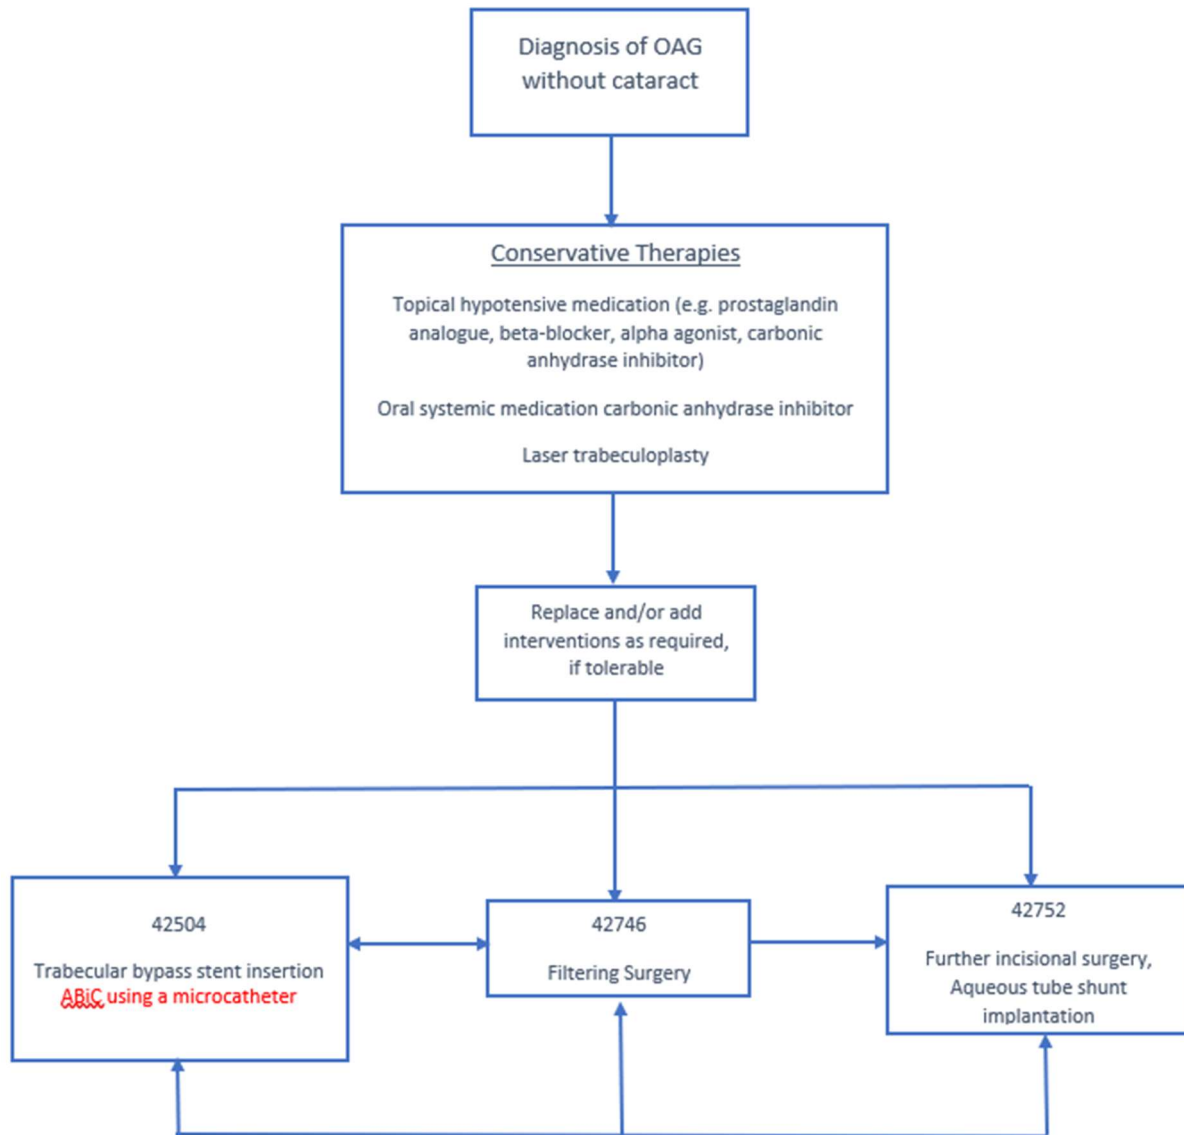 Diagnosis of OAG
without cataract
Conservative Therapies
Topical hypotensive medication (e.g. prostaglandin
analogue, beta-blocker, alpha agonist, carbonic
anhydrase inhibitor)
Oral systemic medication carbonic anhydrase inhibitor
Laser trabeculoplasty
Replace and/or add
interventions as required,
if tolerable
42504
Trabecular bypass stent insertion
ABiC using a microcatheter
42746
Filtering Surgery
42752
Further incisional surgery,
Aqueous tube shunt
implantation